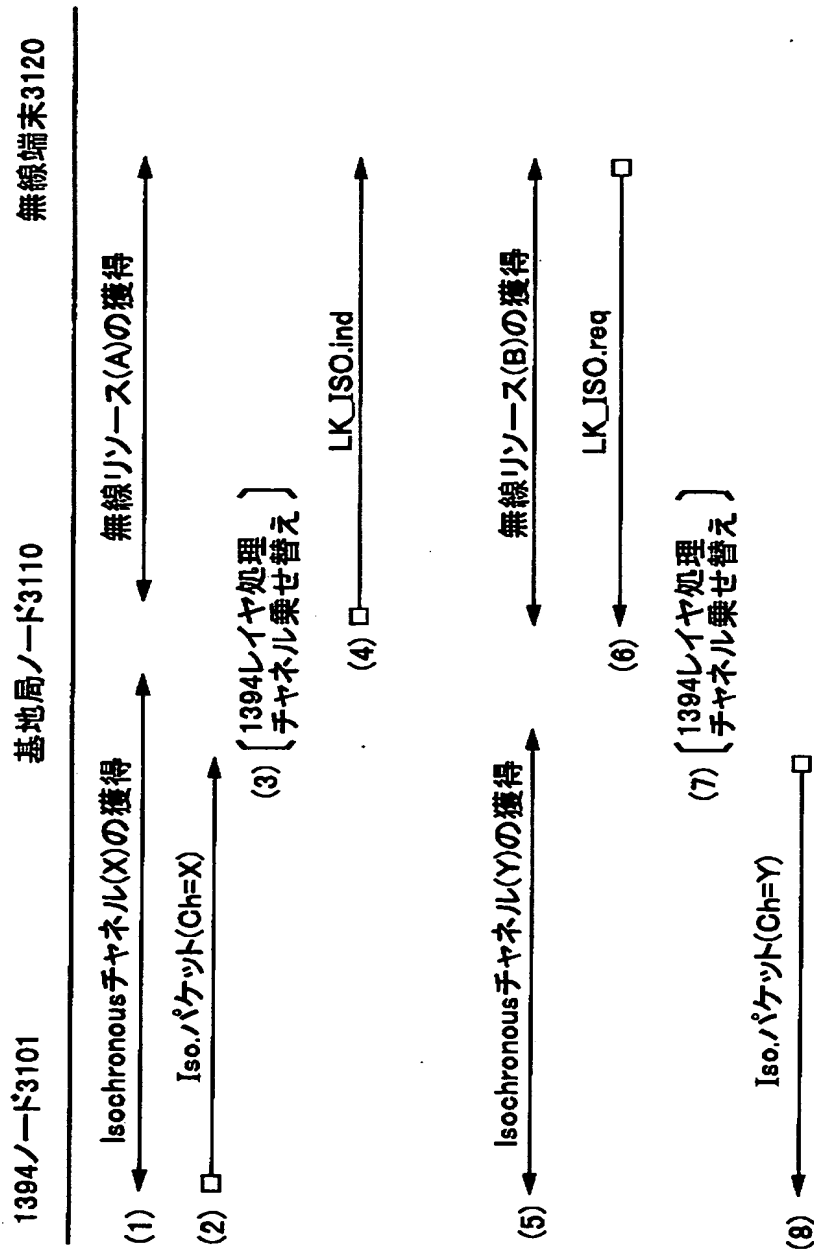 1394ノード3101
基地局ノード3110
無線端末3120
(1)
Isochronousチャネル(X)の獲得
無線リソース(A)の獲得
(2)
Iso.パケット(Ch=X)
(3)
1394レイヤ処理
チャネル乗せ替え
(4)
LK_ISO.ind
(5)
Isochronousチャネル(Y)の獲得
無線リソース(B)の獲得
(6)
LK_ISO.req
(7)
1394レイヤ処理
チャネル乗せ替え
(8)
Iso.パケット(Ch=Y)